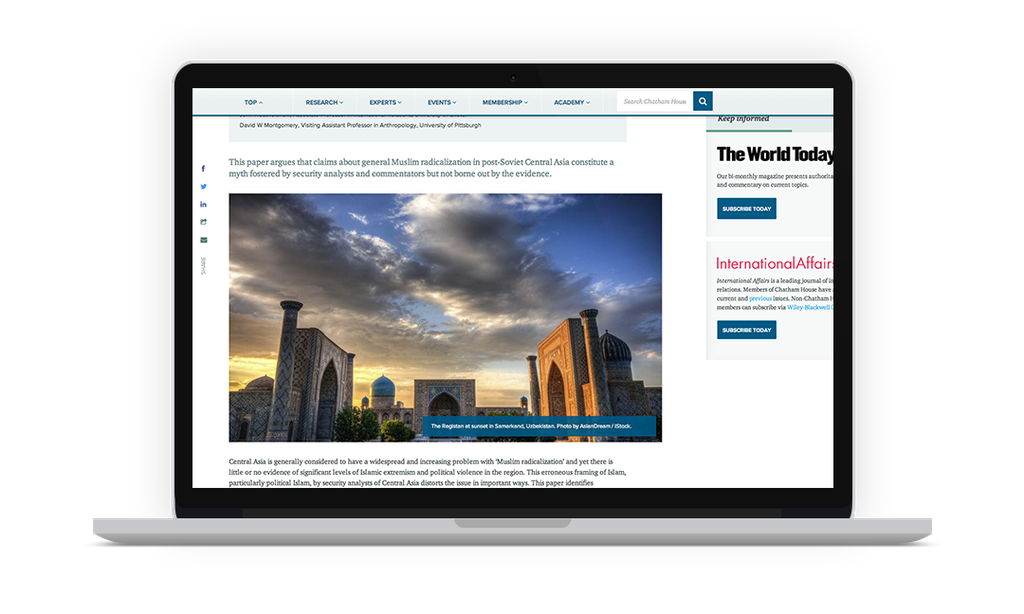 TOP
RESEARCH
EXPERTS
EVENTS
MEMBERSHIP
ACADEMY
Search Chatham House
David W Montgomery, Visiting Assistant Professor in Anthropology, University of Pittsburgh
This paper argues that claims about general Muslim radicalization in post-Soviet Central Asia constitute a
myth fostered by security analysts and commentators but not borne out by the evidence.
SHARE
The Registan at sunset in Samarkand, Uzbekistan. Photo by AsianDream / iStock.
Central Asia is generally considered to have a widespread and increasing problem with 'Muslim radicalization' and yet there is
little or no evidence of significant levels of Islamic extremism and political violence in the region. This erroneous framing of Islam,
particularly political Islam, by security analysts of Central Asia distorts the issue in important ways. This paper identifies
Keep informed
The World Today
Our bi-monthly magazine presents
and commentary on current topics.
SUBSCRIBE TODAY
InternationalAffairs
International Affairs is a leading journal of
relations. Members of Chatham House have
current and previous issues. Non-Chatham
members can subscribe via Wiley-Blackwell
SUBSCRIBE TODAY